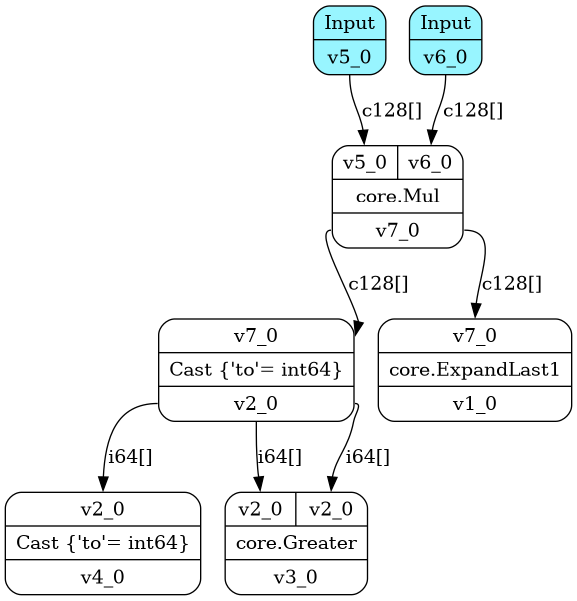 Input
v5_0
Input
v6_0
c128[]
c128[]
v5_0 v6_0
core.Mul
v7_0
c128[]
c128[]
v7_0
Cast {'to'= int64}
v2_0
v7_0
core.ExpandLast1
v1_0
i64[]
i64[]
i64[]
v2_0
Cast {'to'= int64}
v4_0
v2_0 v2_0
core.Greater
v3_0